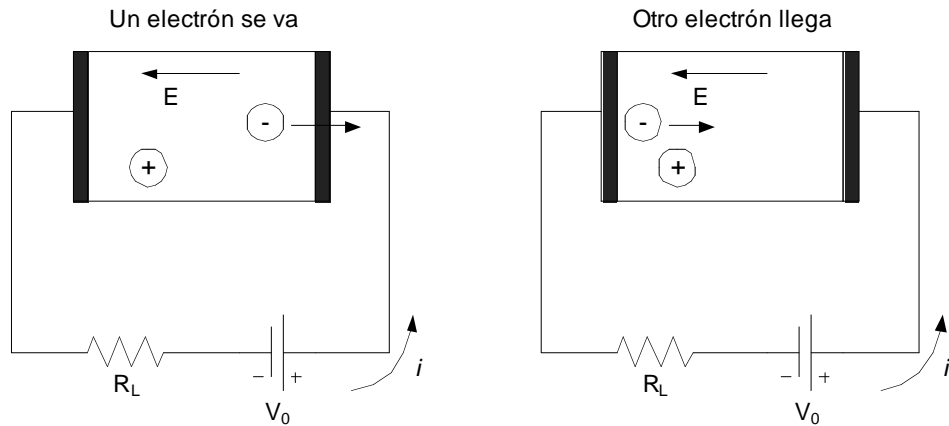 Un electrón se va
E
-
+
R_L
−
+
V_0
i
Otro electrón llega
E
-
+
R_L
−
+
V_0
i